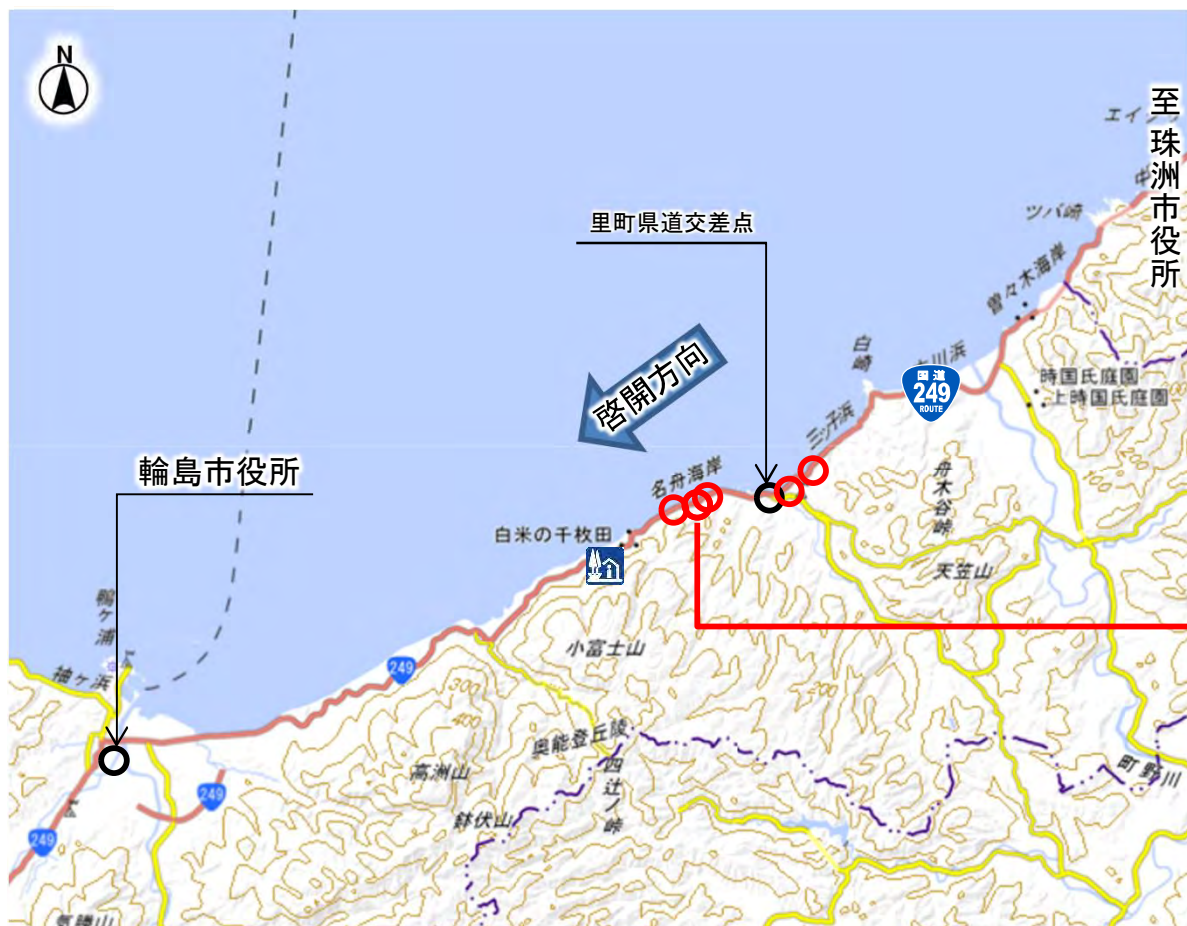 N
至 珠洲市役所
ツバ崎
里町県道交差点
曽々木海岸
白崎
啓開方向
国道
249
ROUTE
時国氏庭園
上時国氏庭園
三ツ子浜
輪島市役所
名舟海岸
舟木谷峠
白米の千枚田
天笠山
鴨ヶ浦
袖ヶ浜
小富士山
249
300
400
奥能登丘陵
四辻ノ峠
高洲山
町野川
249
鉢伏山
249